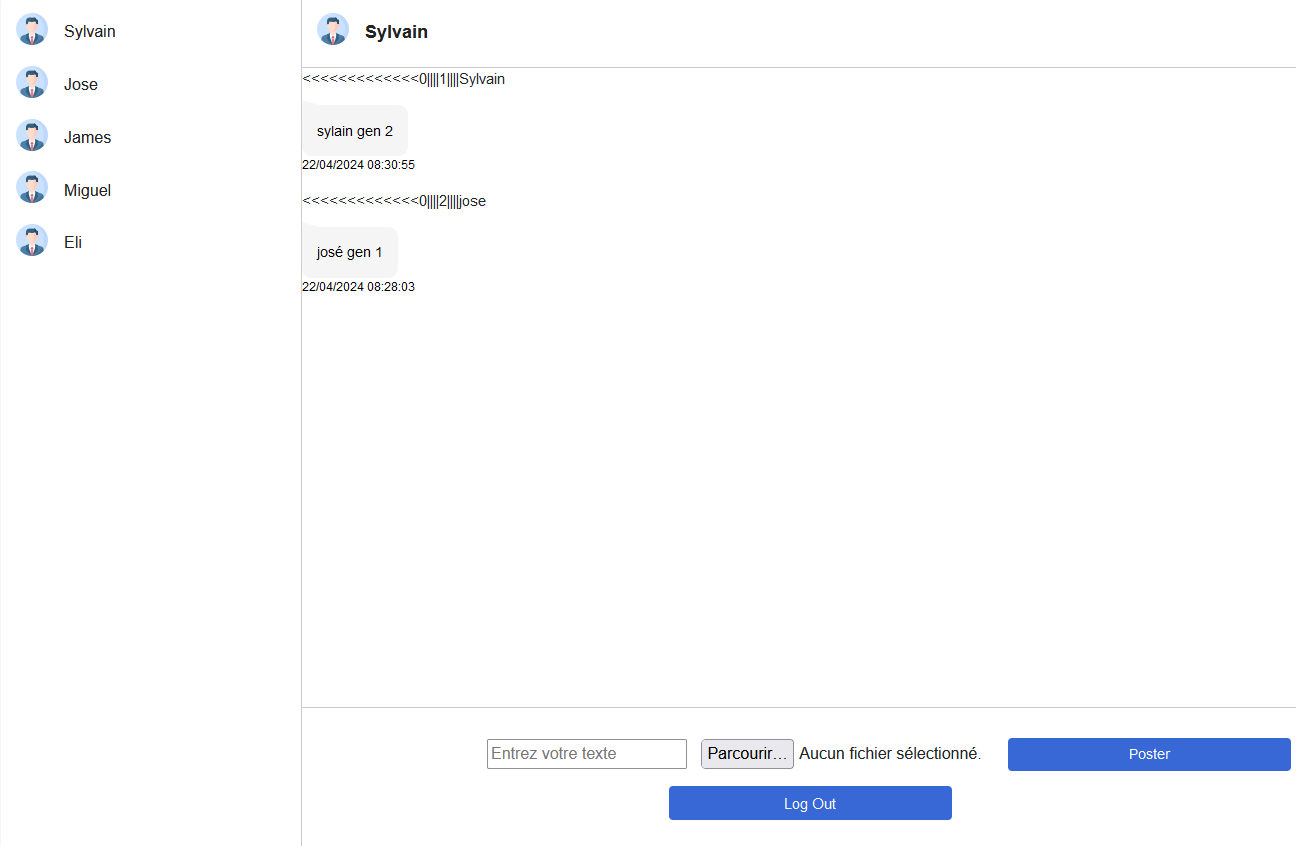 Sylvain
Jose
James
Miguel
Eli
Sylvain
<<<<<<<<<<<<<0||||1||||Sylvain
sylain gen 2
22/04/2024 08:30:55
<<<<<<<<<<<<<0||||2||||jose
josé gen 1
22/04/2024 08:28:03
Entrez votre texte Parcourir... Aucun fichier sélectionné. Poster
Log Out